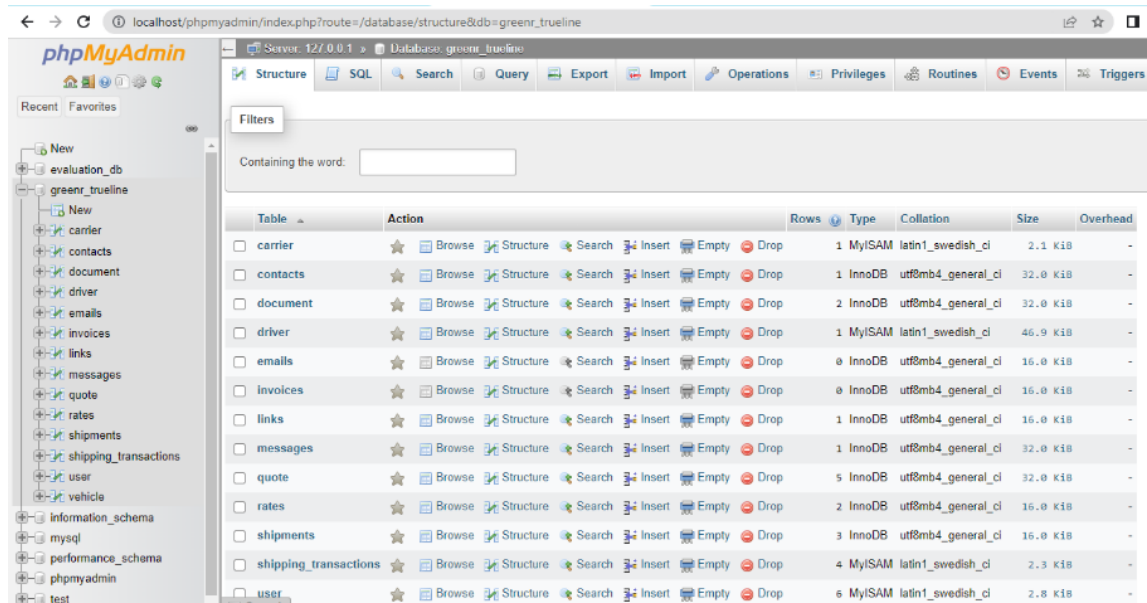 localhost/phpmyadmin/index.php?route=/database/structure&db=greenr_trueline
phpMyAdmin
Recent Favorites
New
evaluation_db
greenr_trueline
New
carrier
contacts
document
driver
emails
invoices
links
messages
quote
rates
shipments
shipping_transactions
user
vehicle
information_schema
mysql
performance_schema
phpmyadmin
test
Server: 127.0.0.1 » Database: greenr_trueline
Structure SQL Search Query Export Import Operations Privileges Routines Events Triggers
Filters
Containing the word:
Table Action Rows Type Collation Size Overhead
carrier Browse Structure Search Insert Empty Drop 1 MyISAM latin1_swedish_ci 2.1 KiB -
contacts Browse Structure Search Insert Empty Drop 1 InnoDB utf8mb4_general_ci 32.0 KiB -
document Browse Structure Search Insert Empty Drop 2 InnoDB utf8mb4_general_ci 32.0 KiB -
driver Browse Structure Search Insert Empty Drop 1 MyISAM latin1_swedish_ci 46.9 KiB -
emails Browse Structure Search Insert Empty Drop 0 InnoDB utf8mb4_general_ci 16.0 KiB -
invoices Browse Structure Search Insert Empty Drop 0 InnoDB utf8mb4_general_ci 16.0 KiB -
links Browse Structure Search Insert Empty Drop 1 InnoDB utf8mb4_general_ci 16.0 KiB -
messages Browse Structure Search Insert Empty Drop 1 InnoDB utf8mb4_general_ci 32.0 KiB -
quote Browse Structure Search Insert Empty Drop 5 InnoDB utf8mb4_general_ci 32.0 KiB -
rates Browse Structure Search Insert Empty Drop 2 InnoDB utf8mb4_general_ci 32.0 KiB -
shipments Browse Structure Search Insert Empty Drop 3 InnoDB utf8mb4_general_ci 16.0 KiB -
shipping_transactions Browse Structure Search Insert Empty Drop 4 MyISAM latin1_swedish_ci 2.3 KiB -
user Browse Structure Search Insert Empty Drop 6 MyISAM latin1_swedish_ci 2.8 KiB -